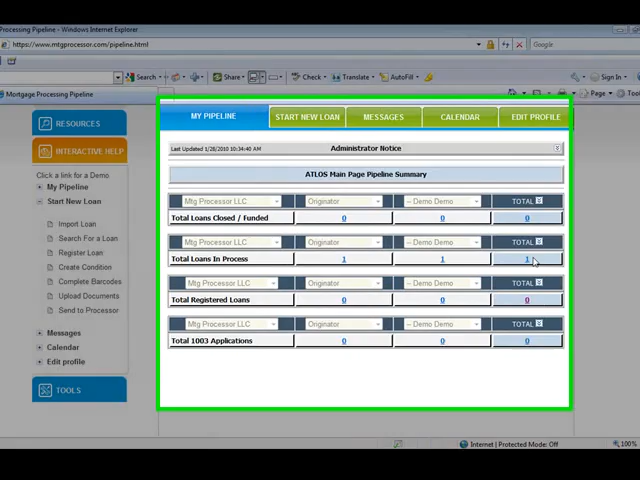 Processing Pipeline - Windows Internet Explorer
https://www.mtgprocessor.com/pipeline.html
Google
Search
Share
Check
Translate
AutoFill
Sign In
Mortgage Processing Pipeline
Page
RESOURCES
INTERACTIVE HELP
Click a link for a Demo
My Pipeline
Start New Loan
Import Loan
Search For a Loan
Register Loan
Create Condition
Complete Barcodes
Upload Documents
Send to Processor
Messages
Calendar
Edit profile
TOOLS
MY PIPELINE
START NEW LOAN
MESSAGES
CALENDAR
EDIT PROFILE
Last Updated 1/28/2010 10:34:40 AM
Administrator Notice
ATLOS Main Page Pipeline Summary
Mtg Processor LLC Originator -- Demo Demo TOTAL
Total Loans Closed / Funded 0 0 0
Mtg Processor LLC Originator -- Demo Demo TOTAL
Total Loans In Process 1 1 1
Mtg Processor LLC Originator -- Demo Demo TOTAL
Total Registered Loans 0 0 0
Mtg Processor LLC Originator -- Demo Demo TOTAL
Total 1003 Applications 0 0 0
Internet | Protected Mode: Off
100%